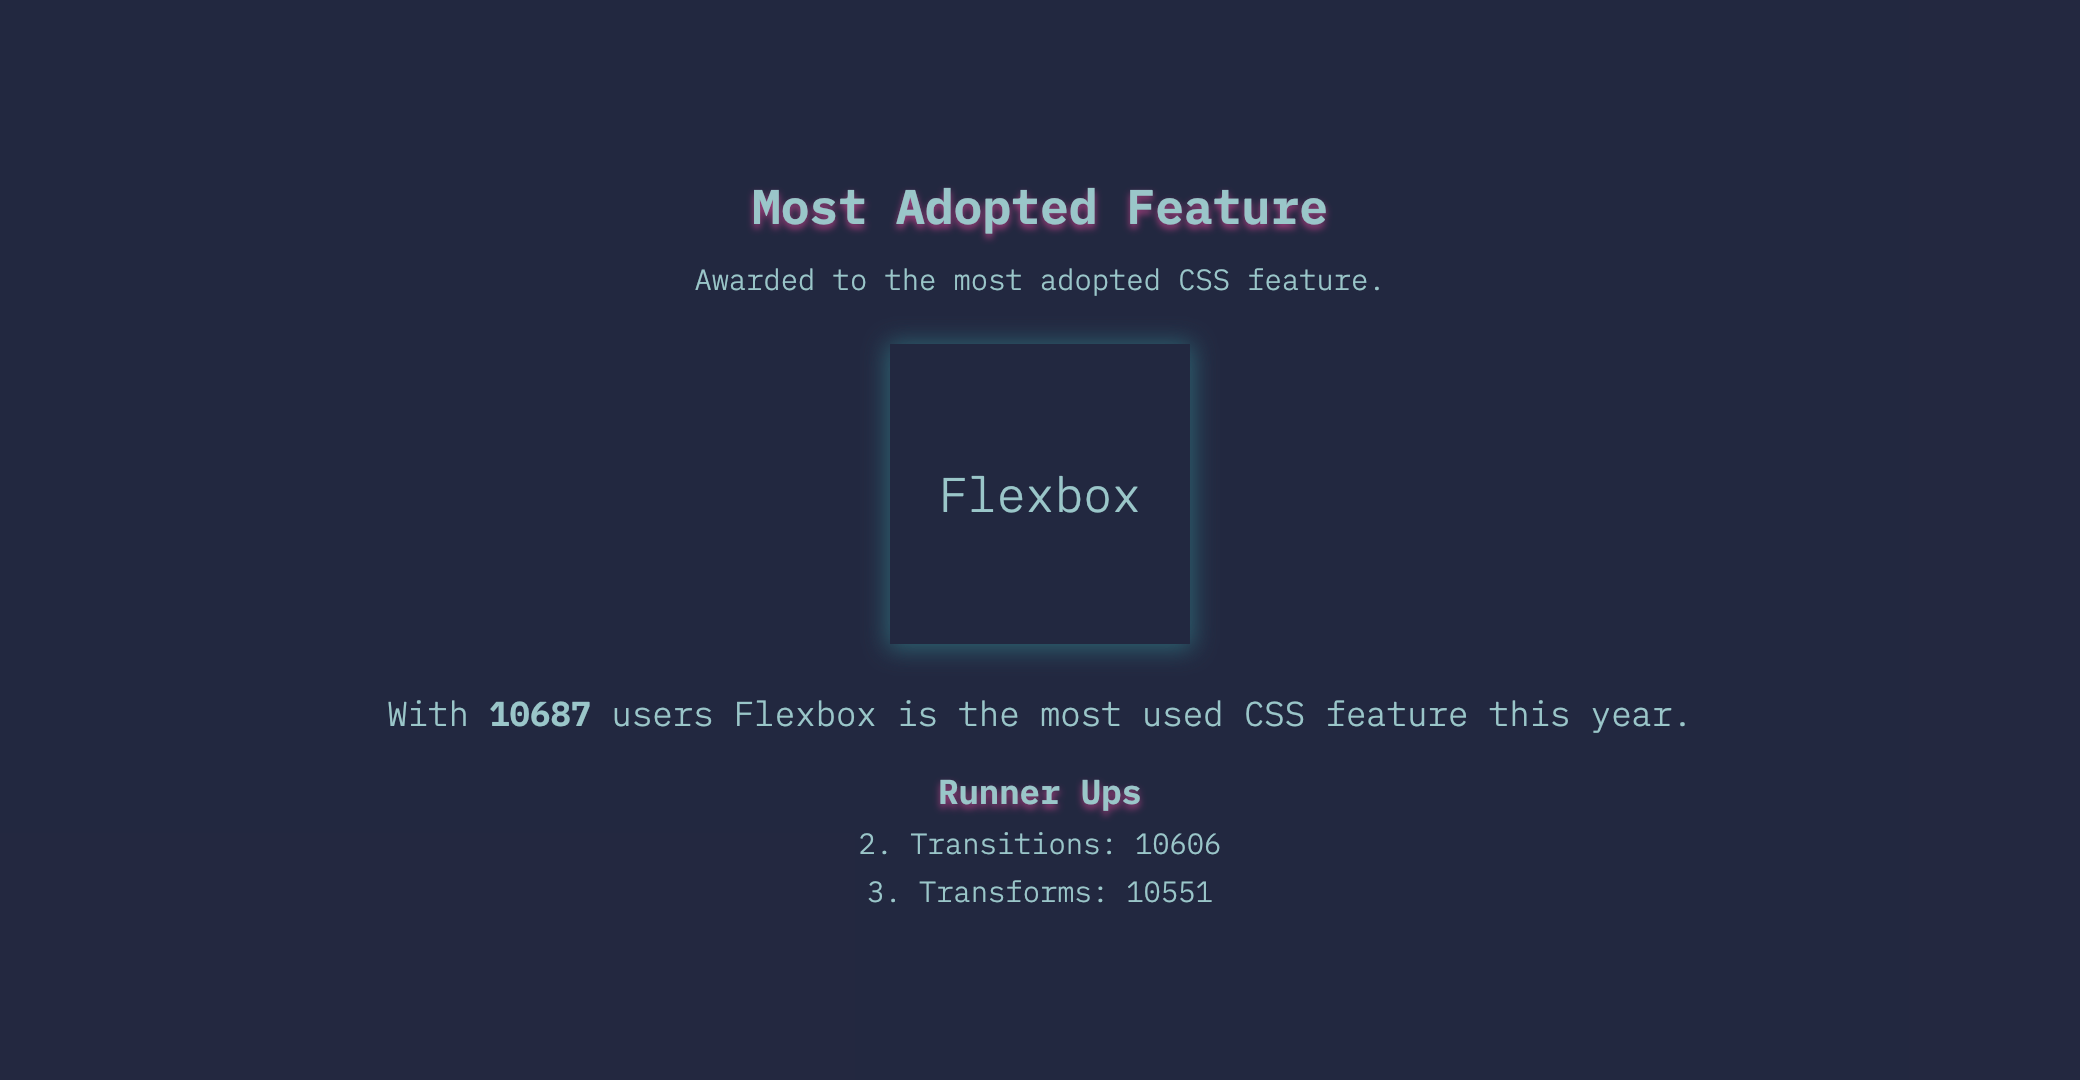 Most Adopted Feature
Awarded to the most adopted CSS feature.
Flexbox
With 10687 users Flexbox is the most used CSS feature this year.
Runner Ups
2. Transitions: 10606
3. Transforms: 10551